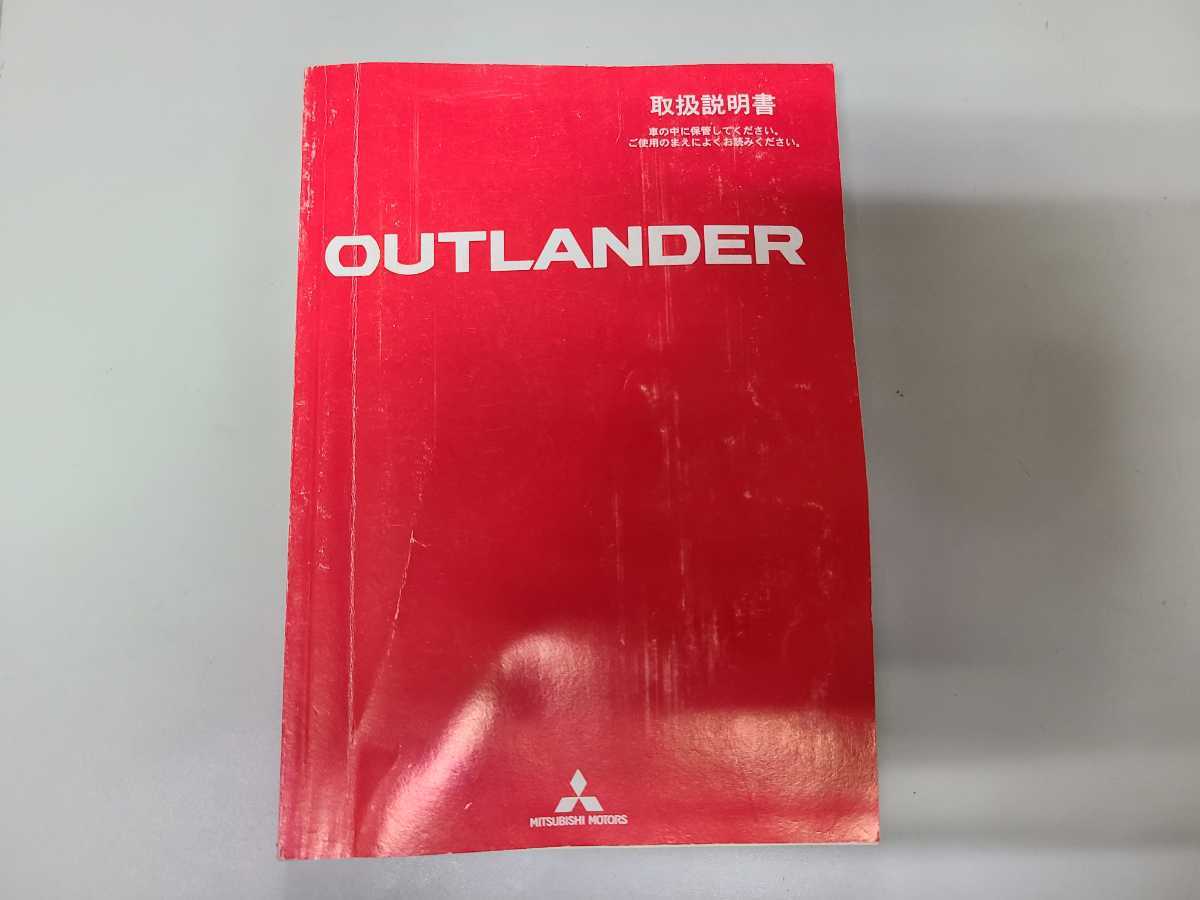 取扱説明書
車の中に保管してください。
ご使用のまえによくお読みください。
OUTLANDER
MITSUBISHI MOTORS